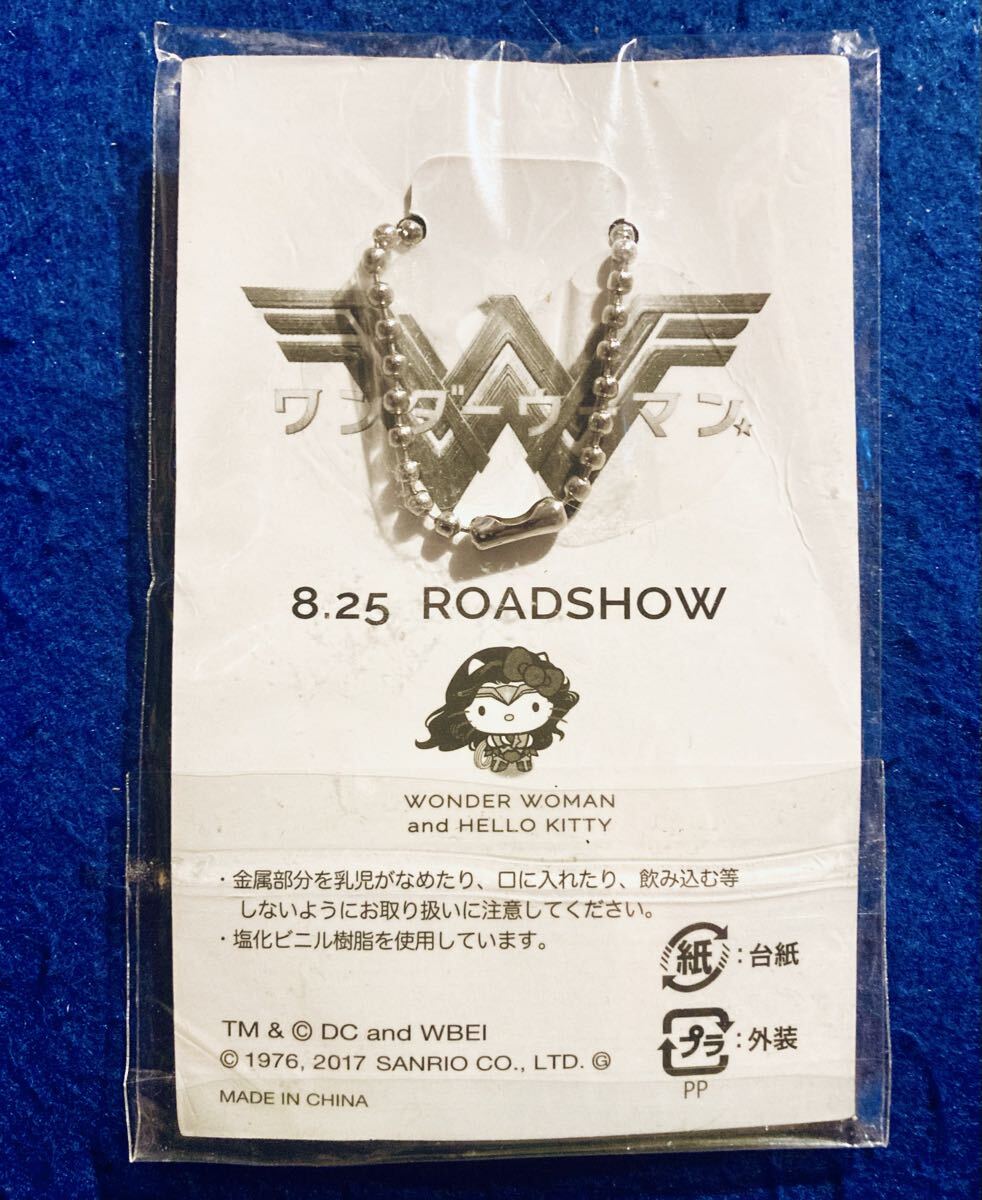 ワンダーウーマン
8.25 ROADSHOW
WONDER WOMAN
and HELLO KITTY
・金属部分を乳児がなめたり、口に入れたり、飲み込む等
しないようにお取り扱いに注意してください。
・塩化ビニル樹脂を使用しています。
紙:台紙
プラ:外装
PP
TM & © DC and WBEI
© 1976, 2017 SANRIO CO., LTD. Ⓖ
MADE IN CHINA